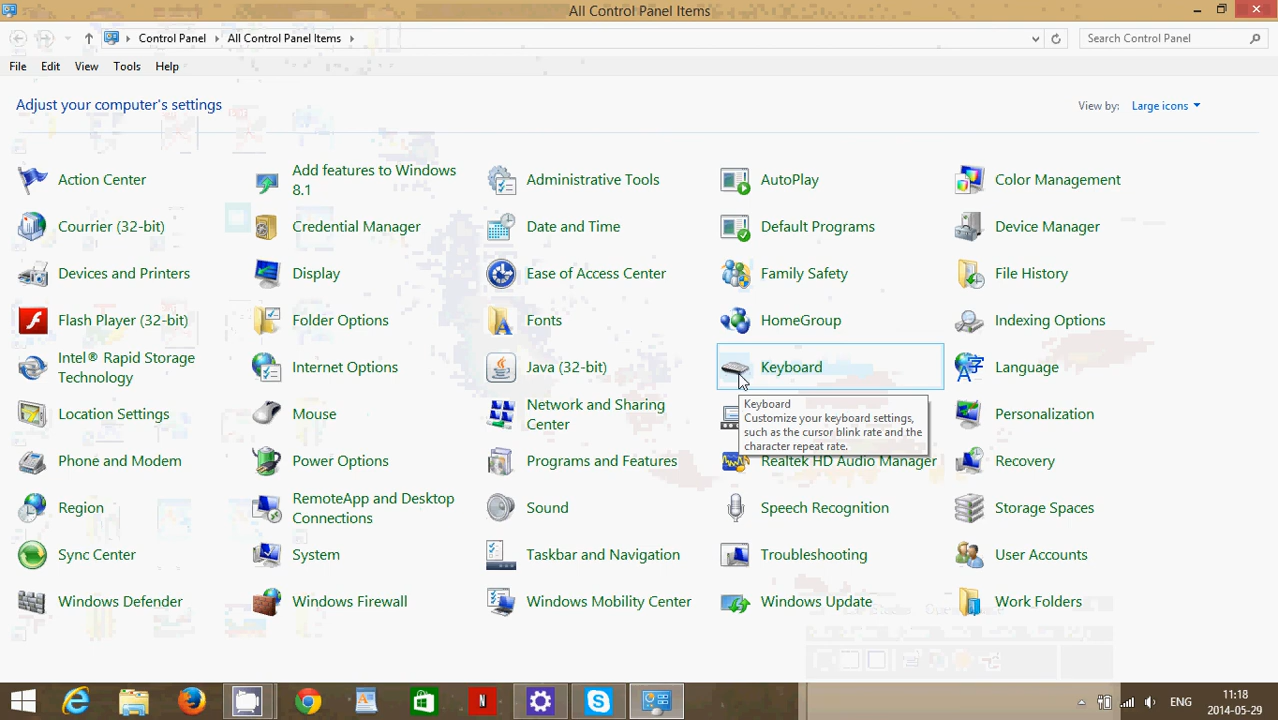 All Control Panel Items
Control Panel
All Control Panel Items
Search Control Panel
File Edit View Tools Help
Adjust your computer's settings
View by: Large icons
Action Center
Add features to Windows
8.1
Administrative Tools
AutoPlay
Color Management
Courrier (32-bit)
Credential Manager
Date and Time
Default Programs
Device Manager
Devices and Printers
Display
Ease of Access Center
Family Safety
File History
Flash Player (32-bit)
Folder Options
Fonts
HomeGroup
Indexing Options
Intel® Rapid Storage
Technology
Internet Options
Java (32-bit)
Keyboard
Language
Location Settings
Mouse
Network and Sharing
Center
Keyboard
Customize your keyboard settings,
such as the cursor blink rate and the
character repeat rate.
Personalization
Phone and Modem
Power Options
Programs and Features
Realtek HD Audio Manager
Recovery
Region
RemoteApp and Desktop
Connections
Sound
Speech Recognition
Storage Spaces
Sync Center
System
Taskbar and Navigation
Troubleshooting
User Accounts
Windows Defender
Windows Firewall
Windows Mobility Center
Windows Update
Work Folders
N
S
ENG
11:18
2014-05-29